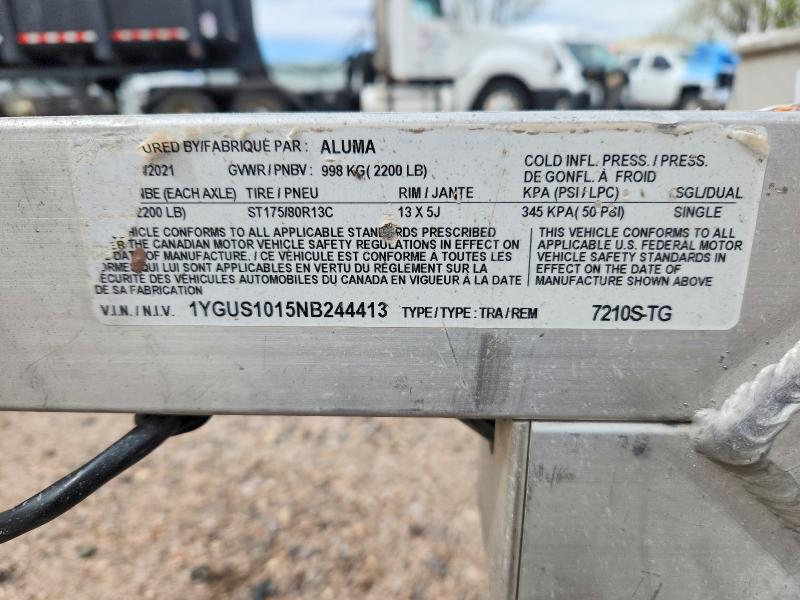 URED BY/FABRIQUÉ PAR : ALUMA
2021 GVWR / PNBV : 998 KG( 2200 LB)
COLD INFL. PRESS. / PRESS.
DE GONFL. À FROID
NBE (EACH AXLE) TIRE / PNEU RIM / JANTE KPA (PSI / LPC) SGL/DUAL
2200 LB) ST175/80R13C 13 X 5J 345 KPA( 50 PSI) SINGLE
VEHICLE CONFORMS TO ALL APPLICABLE STANDARDS PRESCRIBED
THE CANADIAN MOTOR VEHICLE SAFETY REGULATIONS IN EFFECT ON
DATE OF MANUFACTURE. / CE VÉHICULE EST CONFORME À TOUTES
QUI LUI SONT APPLICABLES EN VERTU DU RÉGLEMENT SUR LA
SÉCURITÉ DES VÉHICULES AUTOMOBILES DU CANADA EN VIGUEUR À LA DATE
DE SA FABRICATION
THIS VEHICLE CONFORMS TO ALL
APPLICABLE U.S. FEDERAL MOTOR
VEHICLE SAFETY STANDARDS IN
EFFECT ON THE DATE OF
MANUFACTURE SHOWN ABOVE
V.I.N. / N.I.V. 1YGUS1015NB244413 TYPE / TYPE : TRA / REM 7210S-TG